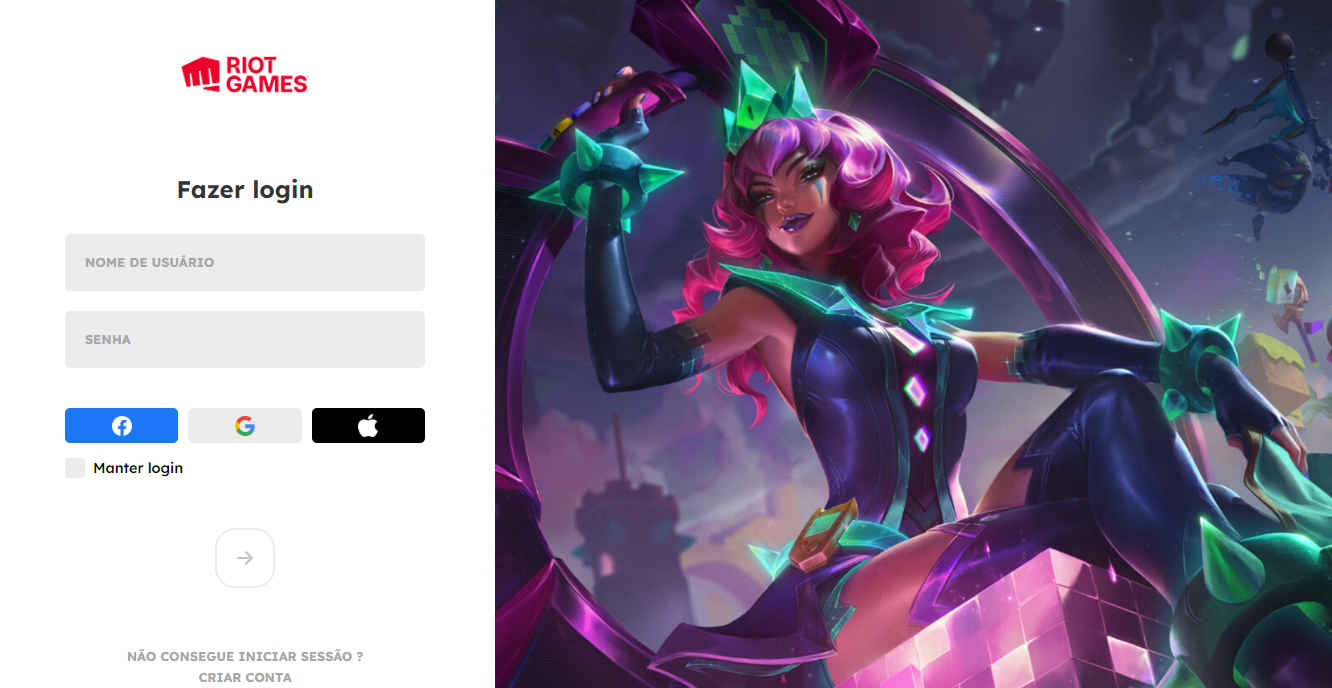 RIOT
GAMES
Fazer login
NOME DE USUÁRIO
SENHA
Manter login
NÃO CONSEGUE INICIAR SESSÃO ?
CRIAR CONTA